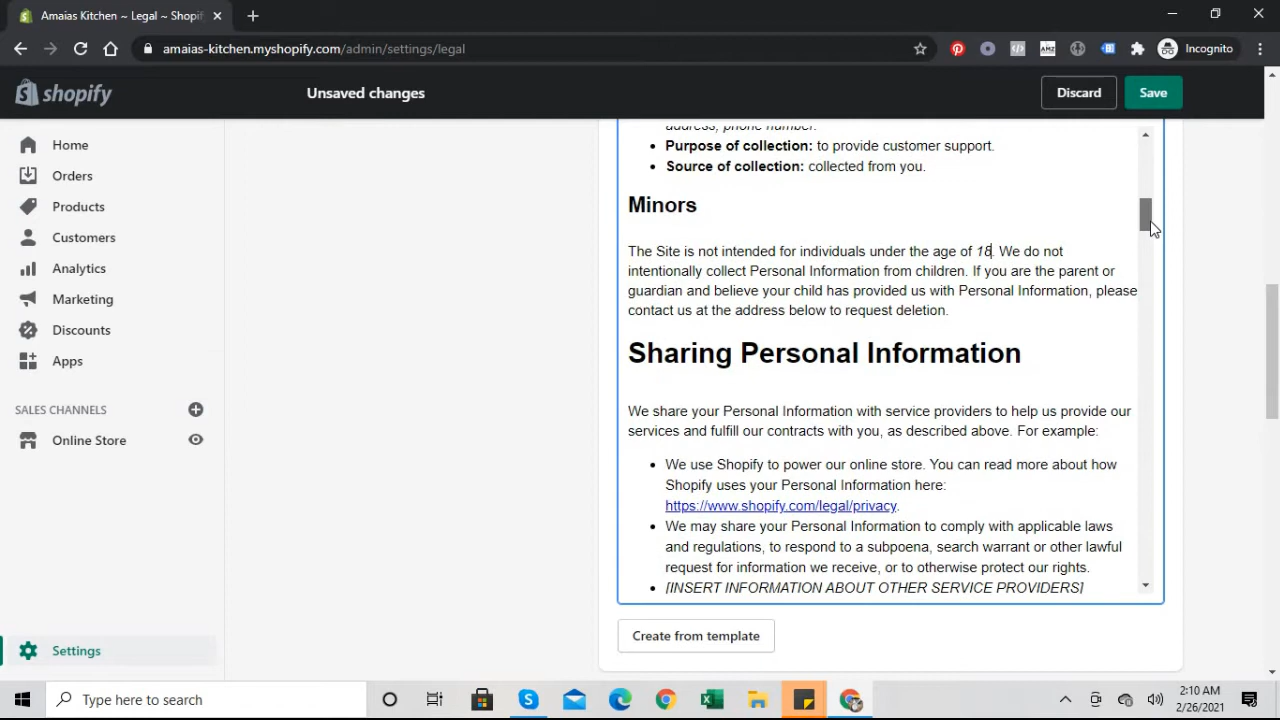 Amaias Kitchen ~ Legal ~ Shopif
amaias-kitchen.myshopify.com/admin/settings/legal
Incognito
shopify
Unsaved changes
Discard
Save
Home
Orders
Products
Customers
Analytics
Marketing
Discounts
Apps
SALES CHANNELS
Online Store
Settings
address, phone number.
Purpose of collection: to provide customer support.
Source of collection: collected from you.
Minors
The Site is not intended for individuals under the age of 18. We do not
intentionally collect Personal Information from children. If you are the parent or
guardian and believe your child has provided us with Personal Information, please
contact us at the address below to request deletion.
Sharing Personal Information
We share your Personal Information with service providers to help us provide our
services and fulfill our contracts with you, as described above. For example:
We use Shopify to power our online store. You can read more about how
Shopify uses your Personal Information here:
https://www.shopify.com/legal/privacy.
We may share your Personal Information to comply with applicable laws
and regulations, to respond to a subpoena, search warrant or other lawful
request for information we receive, or to otherwise protect our rights.
[INSERT INFORMATION ABOUT OTHER SERVICE PROVIDERS]
Create from template
Type here to search
2:10 AM
2/26/2021